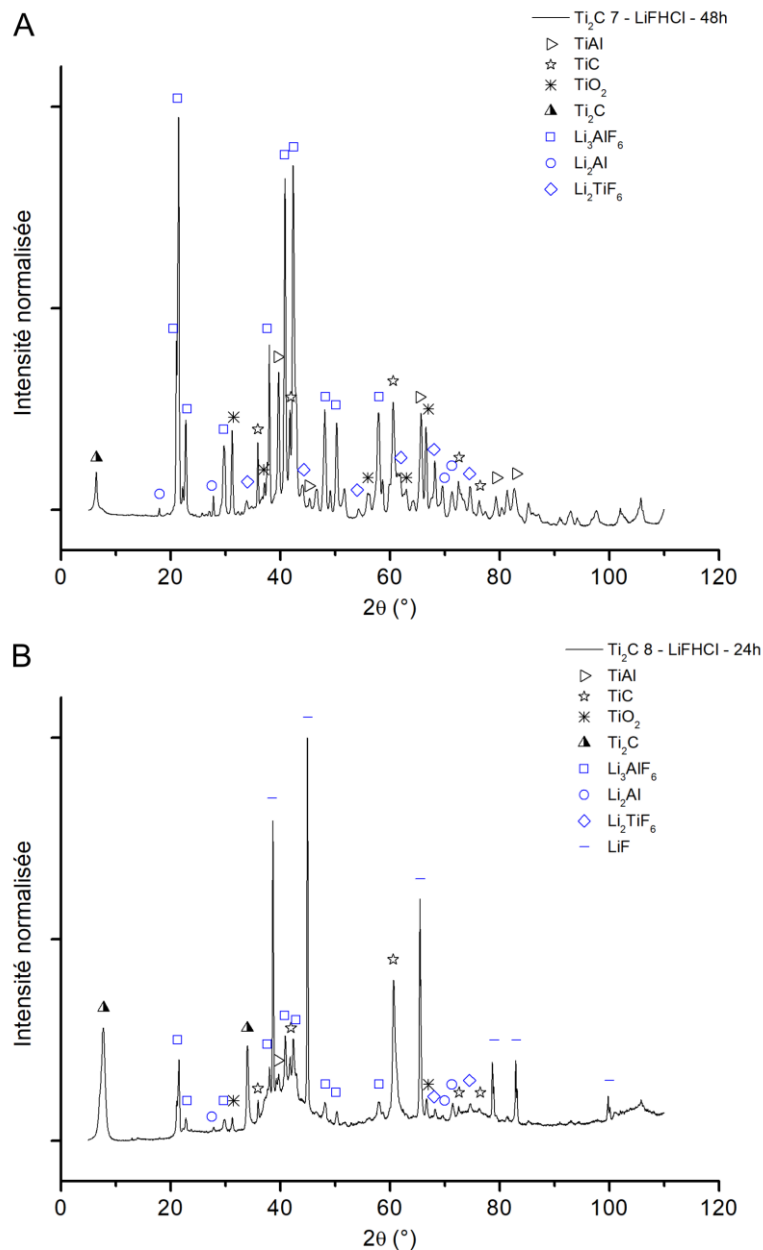 A
Ti₂C 7 - LiFHCl - 48h
TiAl
TiC
TiO₂
Ti₂C
Li₃AlF₆
Li₂Al
Li₂TiF₆
Intensité normalisée
0 20 40 60 80 100 120
2θ (°)
B
Ti₂C 8 - LiFHCl - 24h
TiAl
TiC
TiO₂
Ti₂C
Li₃AlF₆
Li₂Al
Li₂TiF₆
LiF
Intensité normalisée
0 20 40 60 80 100 120
2θ (°)